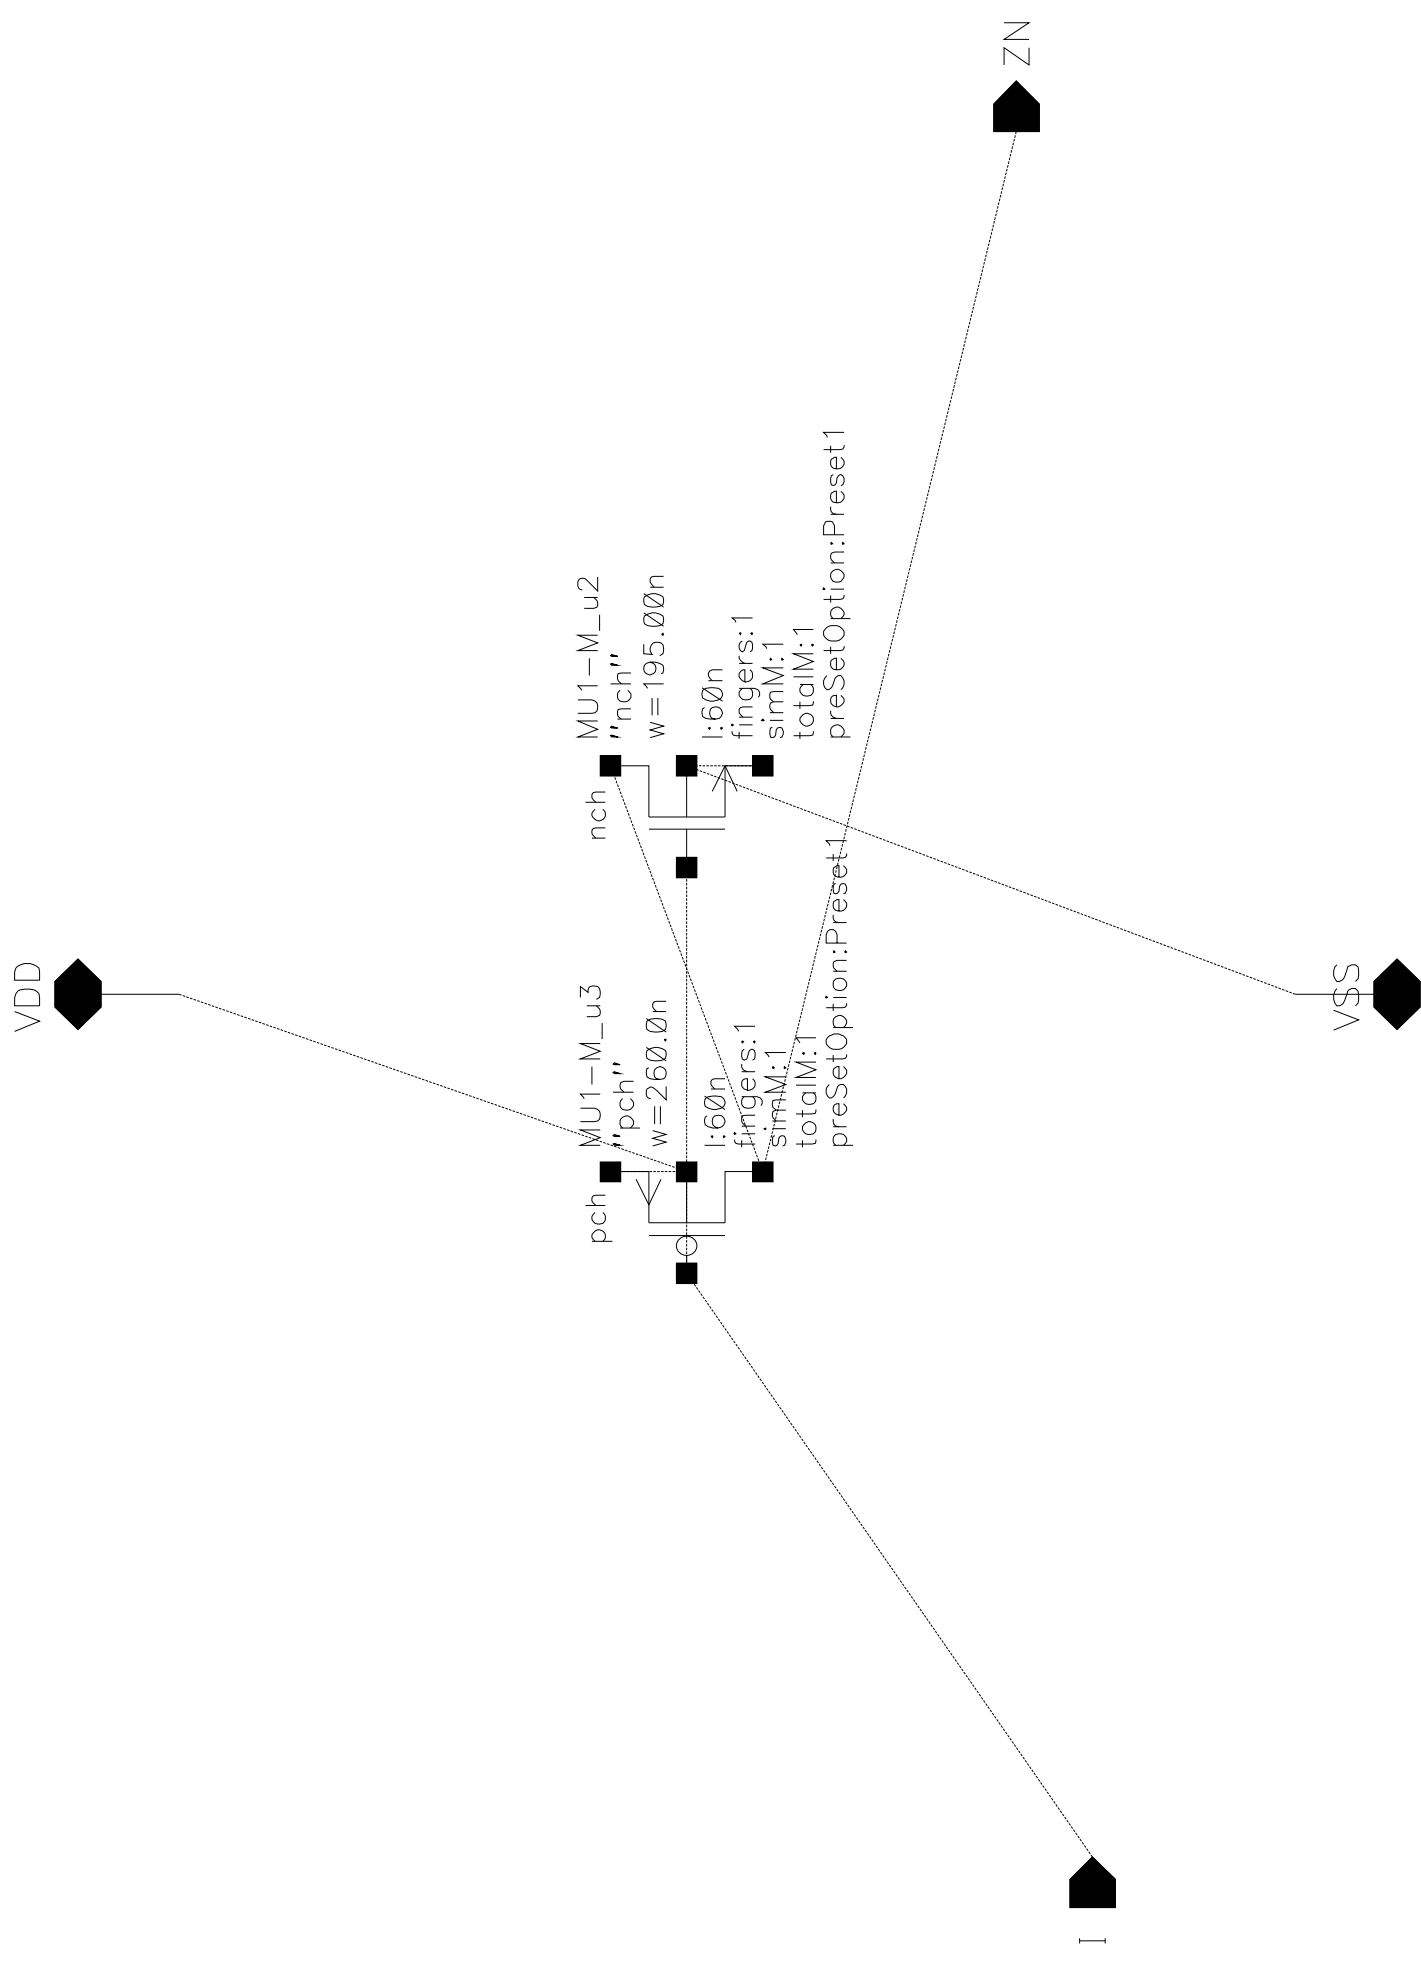 VDD
MU1-M_u3
"pch"
w=260.0n
l:60n
fingers:1
simM:1
totalM:1
preSetOption:Preset1
pch
MU1-M_u2
"nch"
w=195.00n
l:60n
fingers:1
simM:1
totalM:1
preSetOption:Preset1
nch
I
ZN
VSS